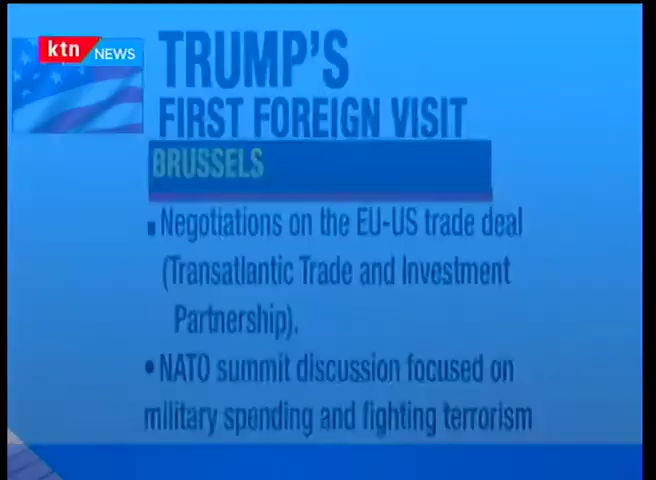 ktn NEWS
TRUMP'S
FIRST FOREIGN VISIT
BRUSSELS
▪ Negotiations on the EU-US trade deal
(Transatlantic Trade and Investment
Partnership).
• NATO summit discussion focused on
military spending and fighting terrorism